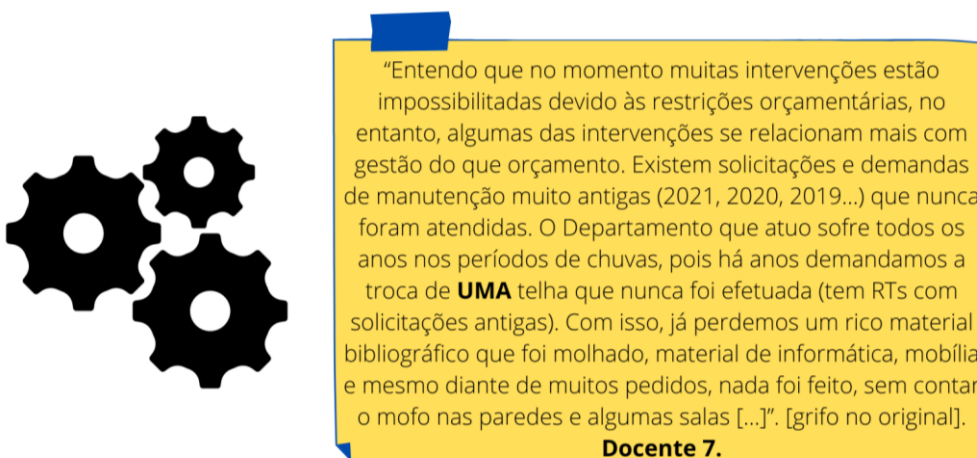 “Entendo que no momento muitas intervenções estão
impossibilitadas devido às restrições orçamentárias, no
entanto, algumas das intervenções se relacionam mais com
gestão do que orçamento. Existem solicitações e demandas
de manutenção muito antigas (2021, 2020, 2019...) que nunca
foram atendidas. O Departamento que atuo sofre todos os
anos nos períodos de chuvas, pois há anos demandamos a
troca de UMA telha que nunca foi efetuada (tem RTs com
solicitações antigas). Com isso, já perdemos um rico material
bibliográfico que foi molhado, material de informática, mobília
e mesmo diante de muitos pedidos, nada foi feito, sem contar
o mofo nas paredes e algumas salas [...]”. [grifo no original].
Docente 7.